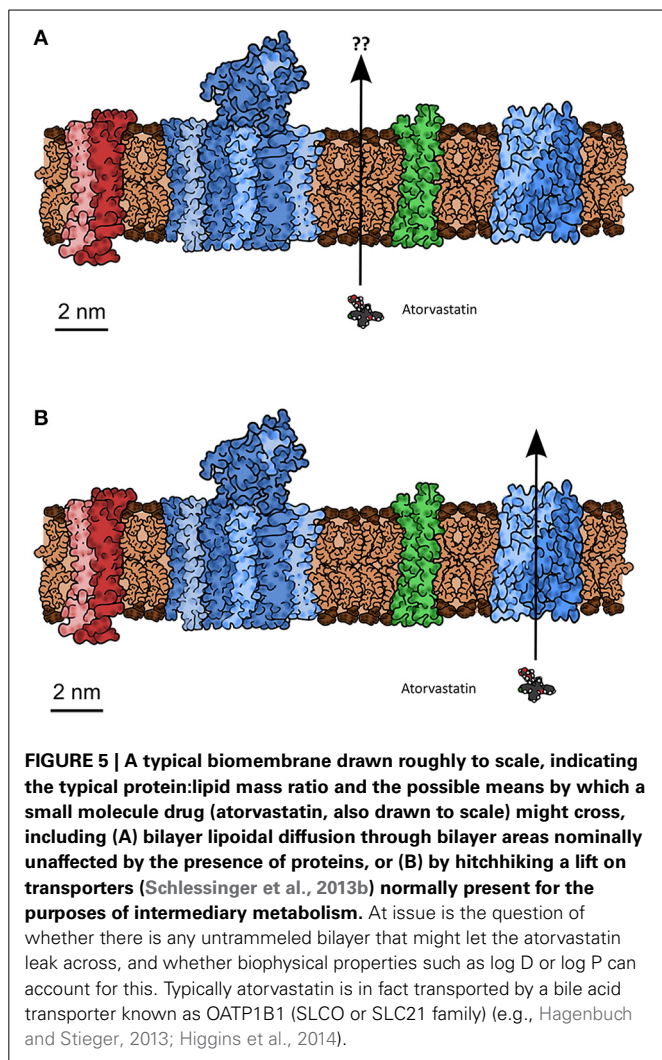 A
??
2 nm
Atorvastatin
B
2 nm
Atorvastatin
FIGURE 5 | A typical biomembrane drawn roughly to scale, indicating
the typical protein:lipid mass ratio and the possible means by which a
small molecule drug (atorvastatin, also drawn to scale) might cross,
including (A) bilayer lipoidal diffusion through bilayer areas nominally
unaffected by the presence of proteins, or (B) by hitchhiking a lift on
transporters (Schlessinger et al., 2013b) normally present for the
purposes of intermediary metabolism. At issue is the question of
whether there is any untrammeled bilayer that might let the atorvastatin
leak across, and whether biophysical properties such as log D or log P can
account for this. Typically atorvastatin is in fact transported by a bile acid
transporter known as OATP1B1 (SLCO or SLC21 family) (e.g., Hagenbuch
and Stieger, 2013; Higgins et al., 2014).